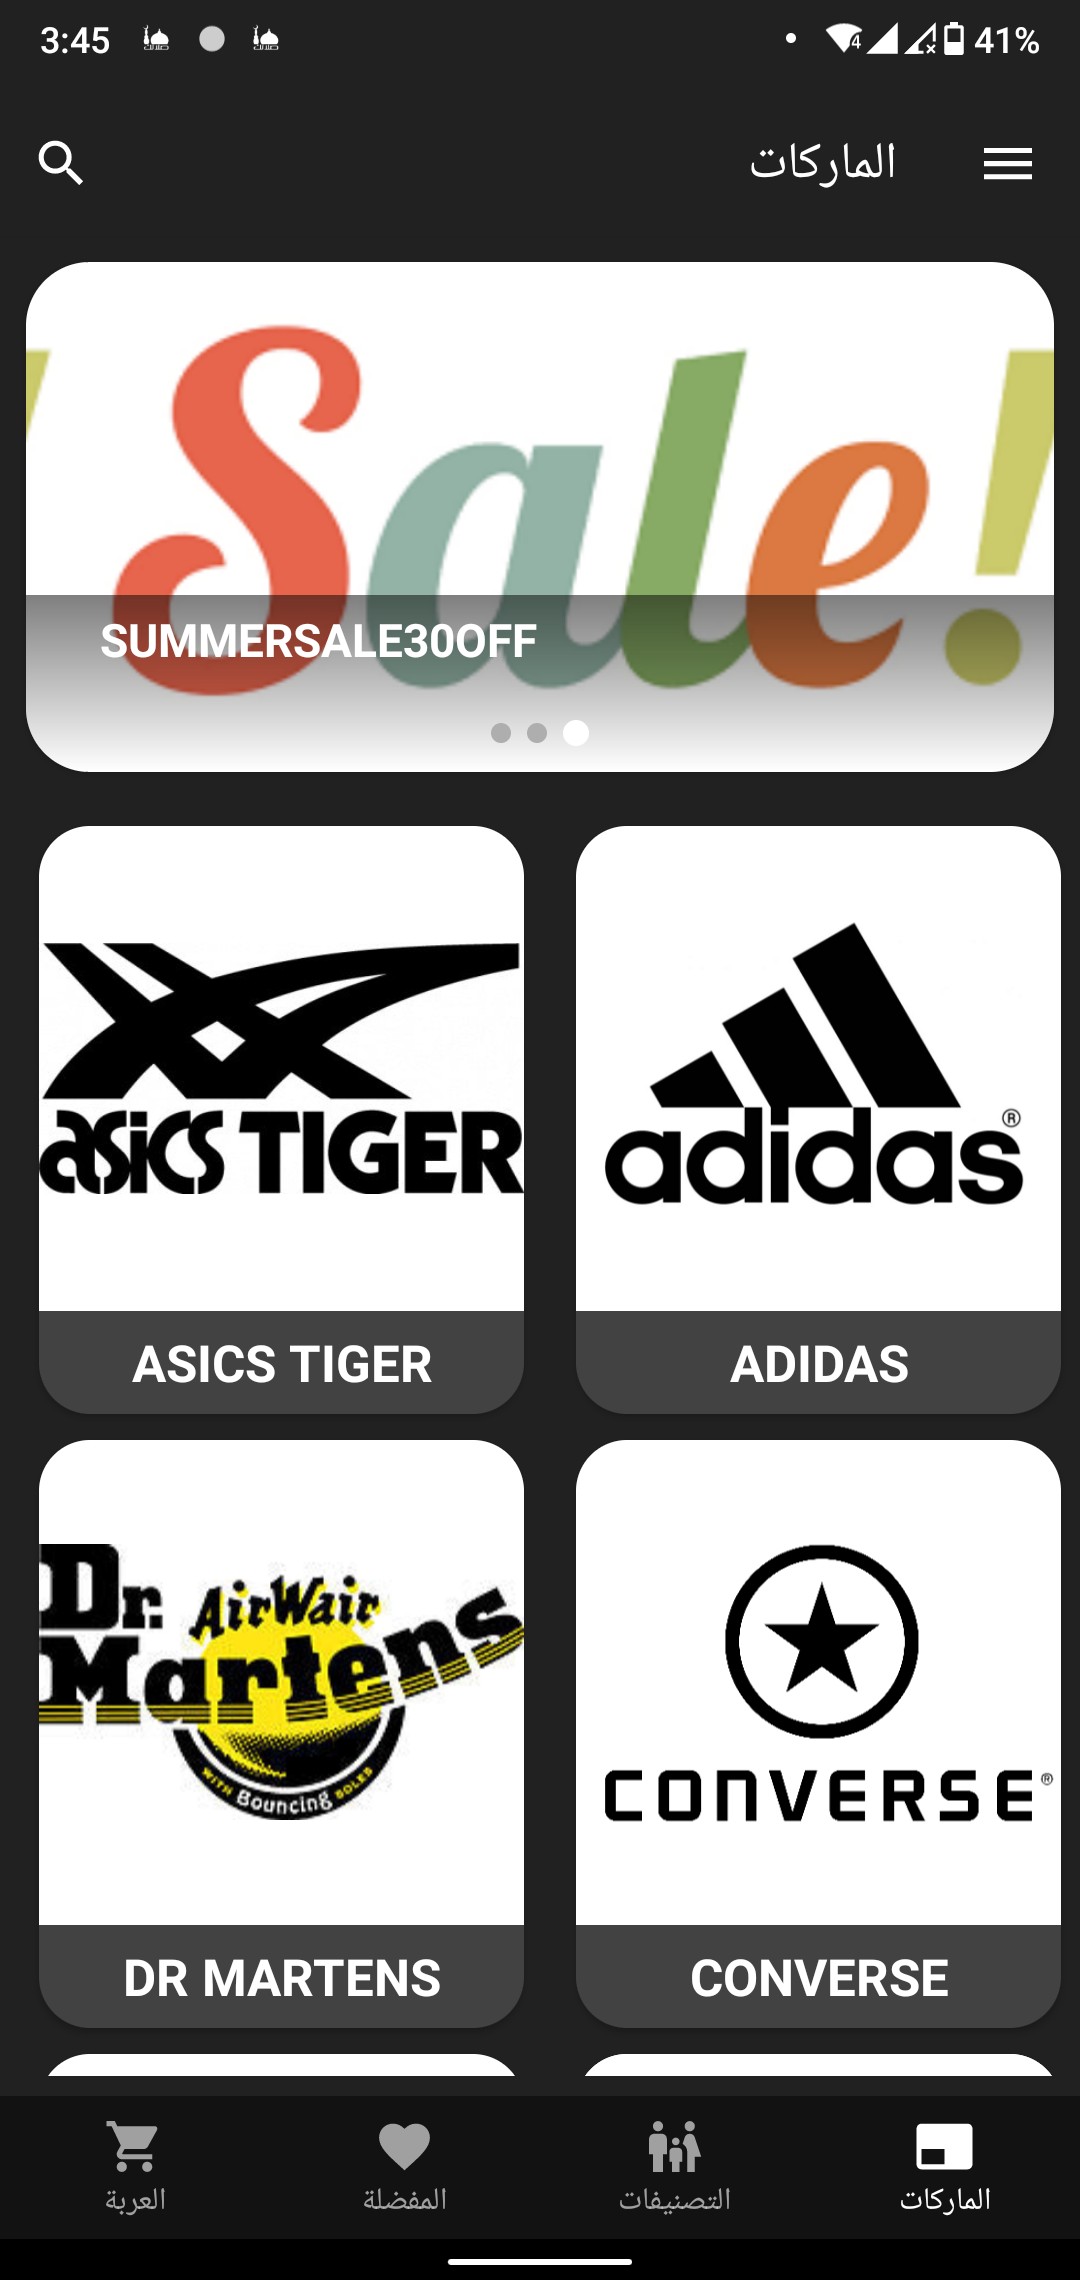 3:45
41%
الماركات
Sale!
SUMMERSALE30OFF
asics TIGER
ASICS TIGER
adidas®
ADIDAS
Dr. AirWair
Martens
WITH Bouncing SOLES
DR MARTENS
CONVERSE®
CONVERSE
الماركات
التصنيفات
المفضلة
العربة